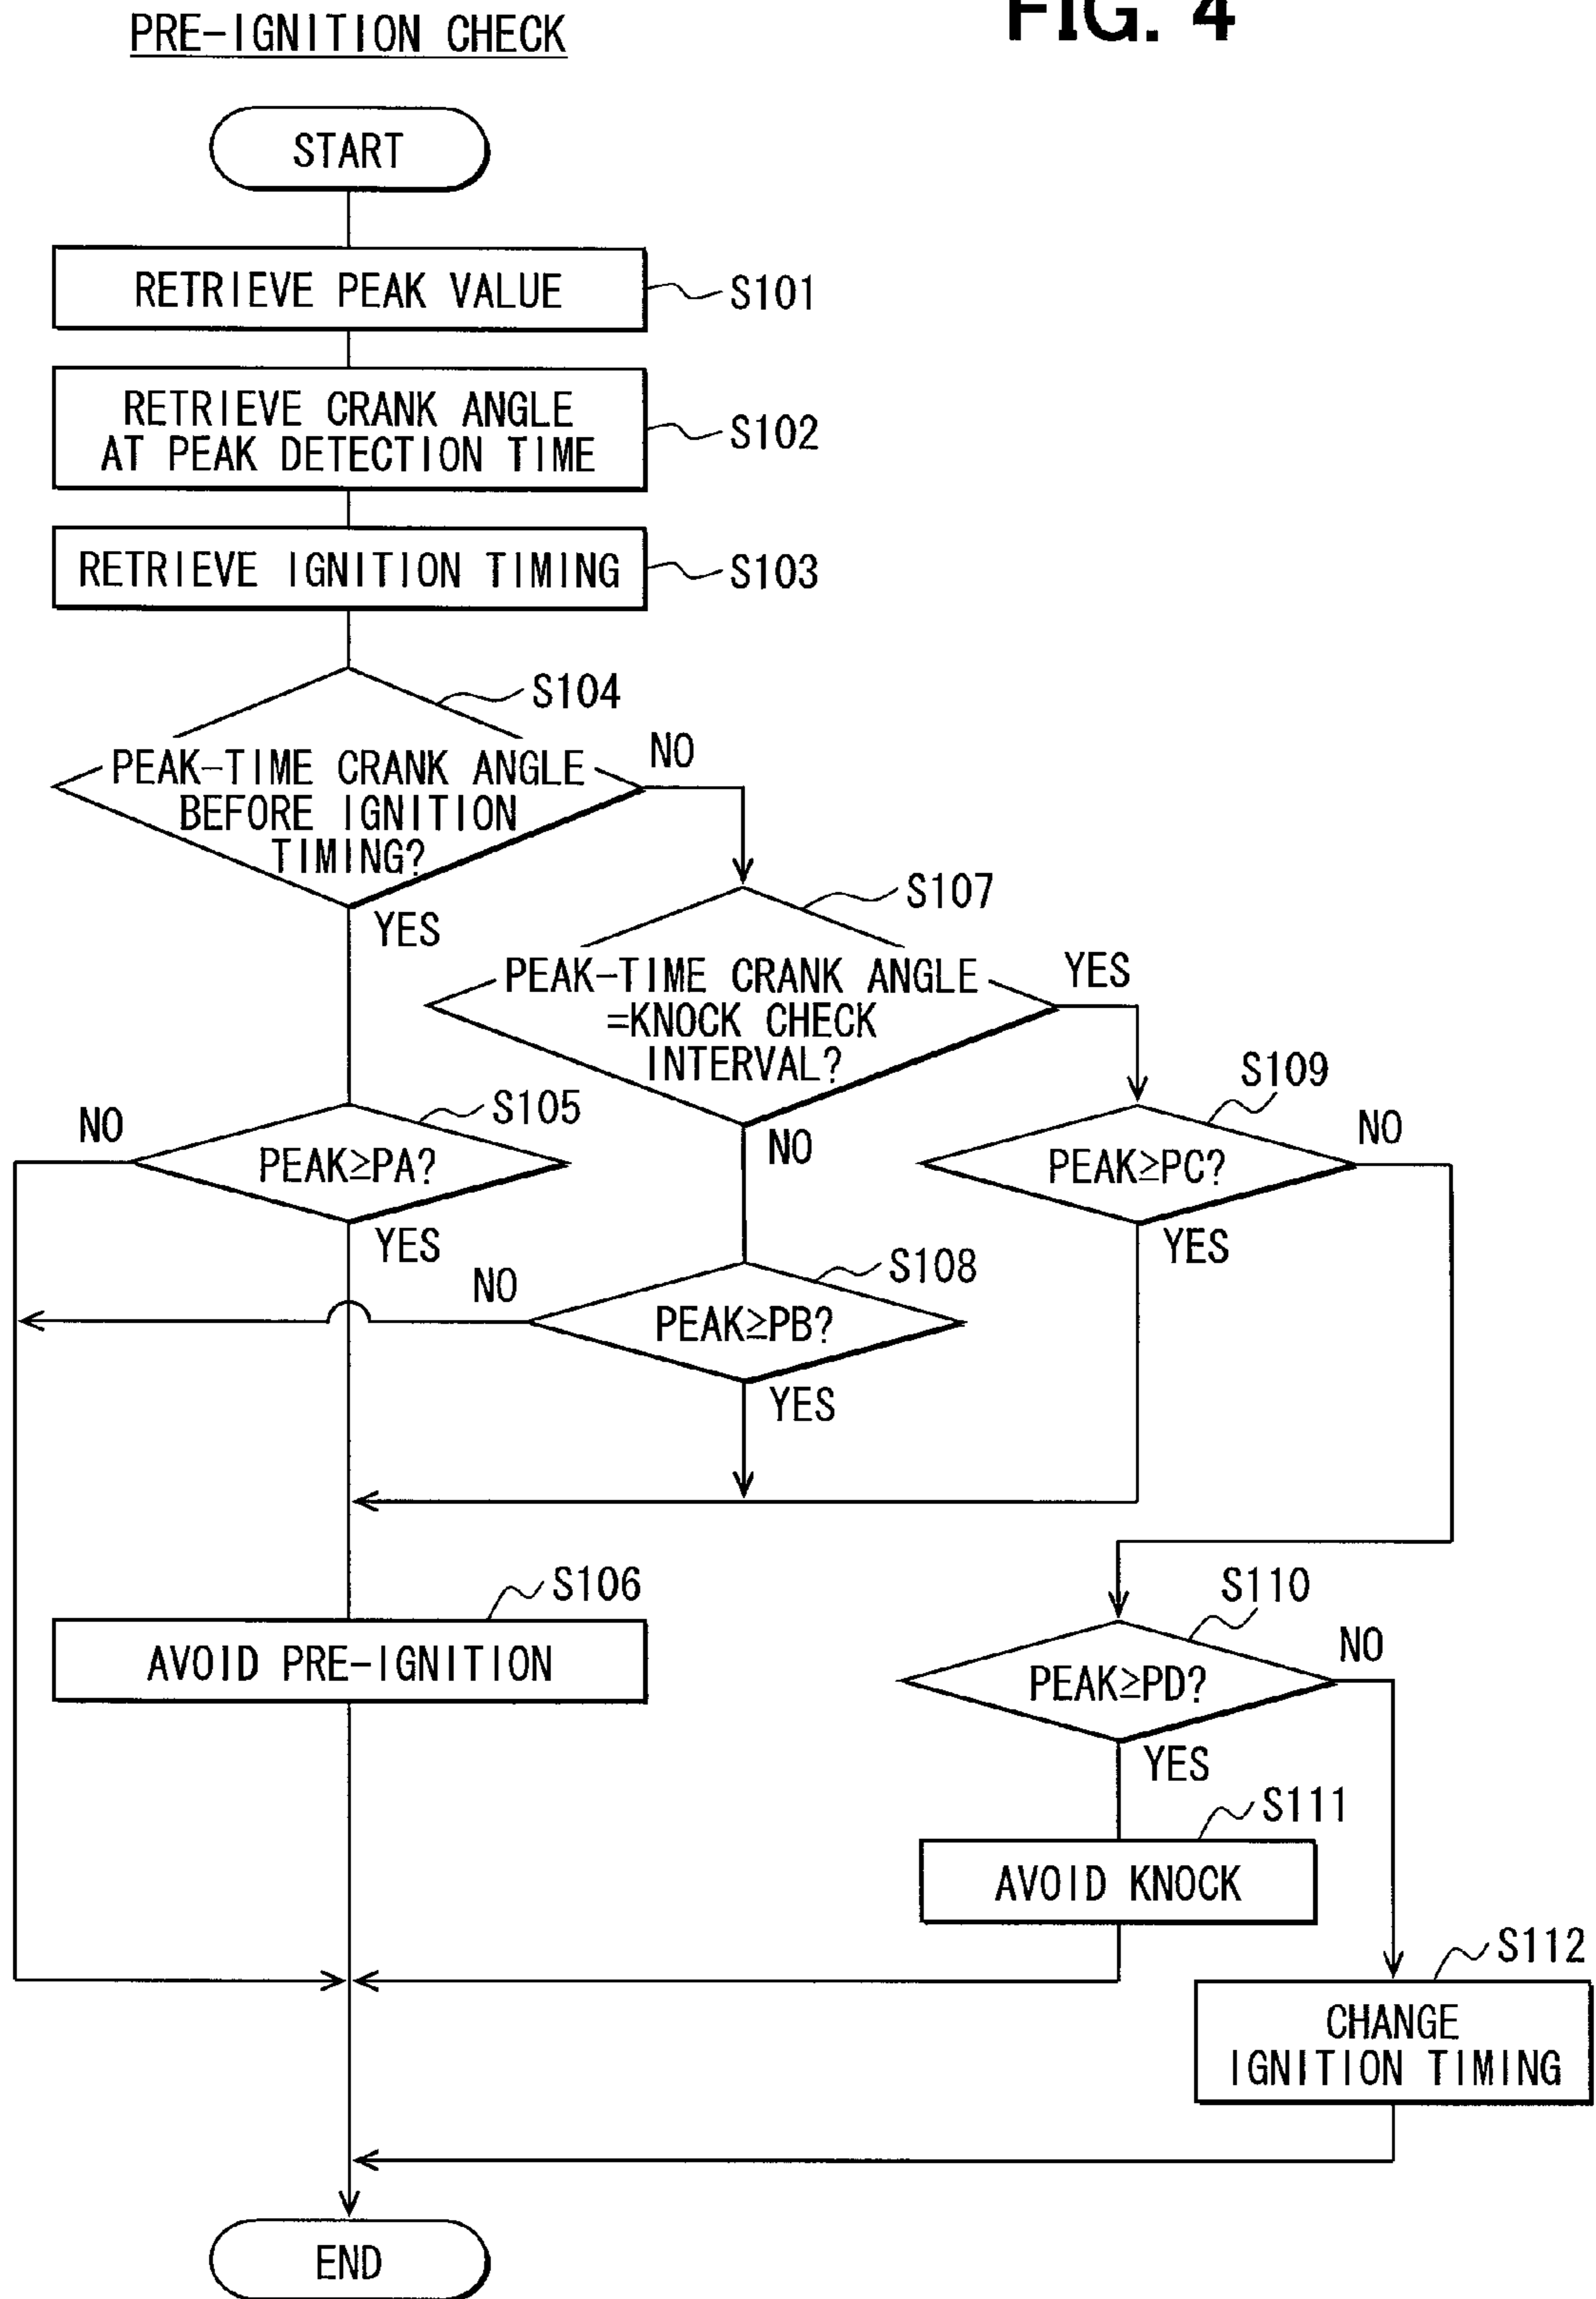 FIG. 4
PRE-IGNITION CHECK
START
RETRIEVE PEAK VALUE
S101
RETRIEVE CRANK ANGLE
AT PEAK DETECTION TIME
S102
RETRIEVE IGNITION TIMING
S103
S104
PEAK-TIME CRANK ANGLE
BEFORE IGNITION
TIMING?
NO
YES
S107
PEAK-TIME CRANK ANGLE
=KNOCK CHECK
INTERVAL?
YES
NO
S105
PEAK≥PA?
NO
YES
S109
PEAK≥PC?
NO
YES
S108
PEAK≥PB?
NO
YES
S106
AVOID PRE-IGNITION
S110
PEAK≥PD?
NO
YES
S111
AVOID KNOCK
S112
CHANGE
IGNITION TIMING
END